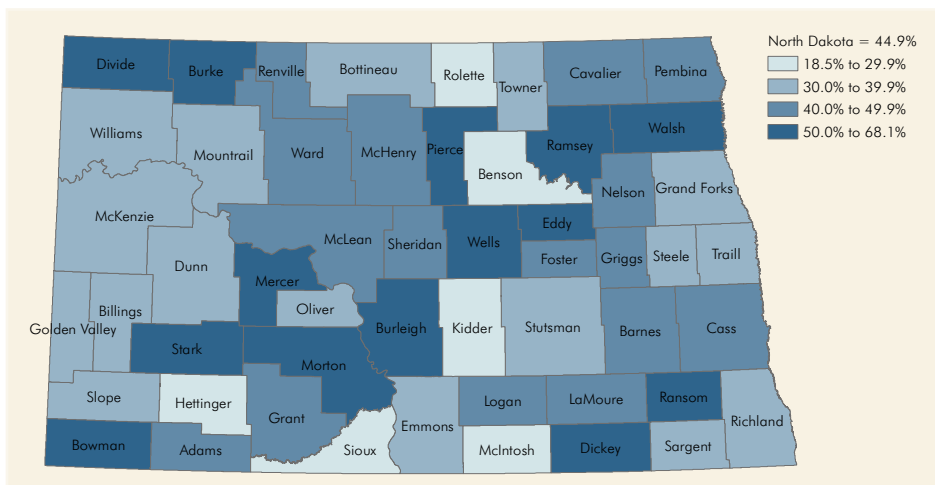 North Dakota = 44.9%
18.5% to 29.9%
30.0% to 39.9%
40.0% to 49.9%
50.0% to 68.1%
Divide
Burke
Renville
Bottineau
Rolette
Towner
Cavalier
Pembina
Williams
Mountrail
Ward
McHenry
Pierce
Benson
Ramsey
Walsh
McKenzie
Nelson
Grand Forks
Dunn
McLean
Sheridan
Wells
Eddy
Foster
Griggs
Steele
Traill
Mercer
Oliver
Golden Valley
Billings
Burleigh
Kidder
Stutsman
Barnes
Cass
Stark
Morton
Slope
Hettinger
Grant
Logan
LaMoure
Ransom
Richland
Bowman
Adams
Sioux
Emmons
McIntosh
Dickey
Sargent